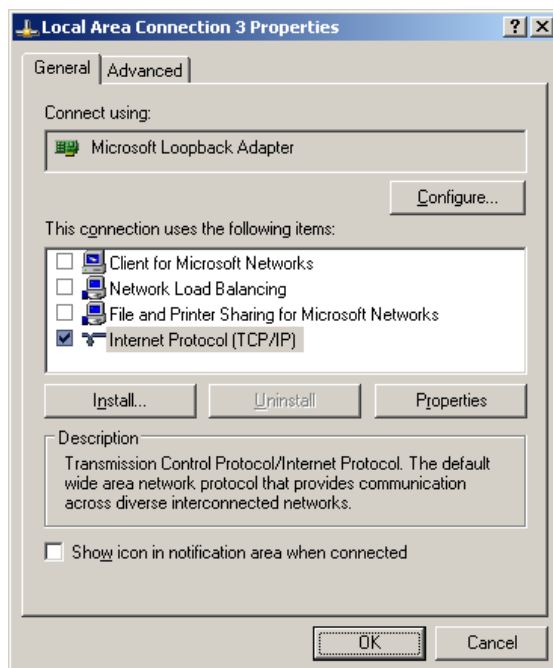 Local Area Connection 3 Properties
General
Advanced
Connect using:
Microsoft Loopback Adapter
Configure...
This connection uses the following items:
Client for Microsoft Networks
Network Load Balancing
File and Printer Sharing for Microsoft Networks
Internet Protocol (TCP/IP)
Install...
Uninstall
Properties
Description
Transmission Control Protocol/Internet Protocol. The default
wide area network protocol that provides communication
across diverse interconnected networks.
Show icon in notification area when connected
OK
Cancel